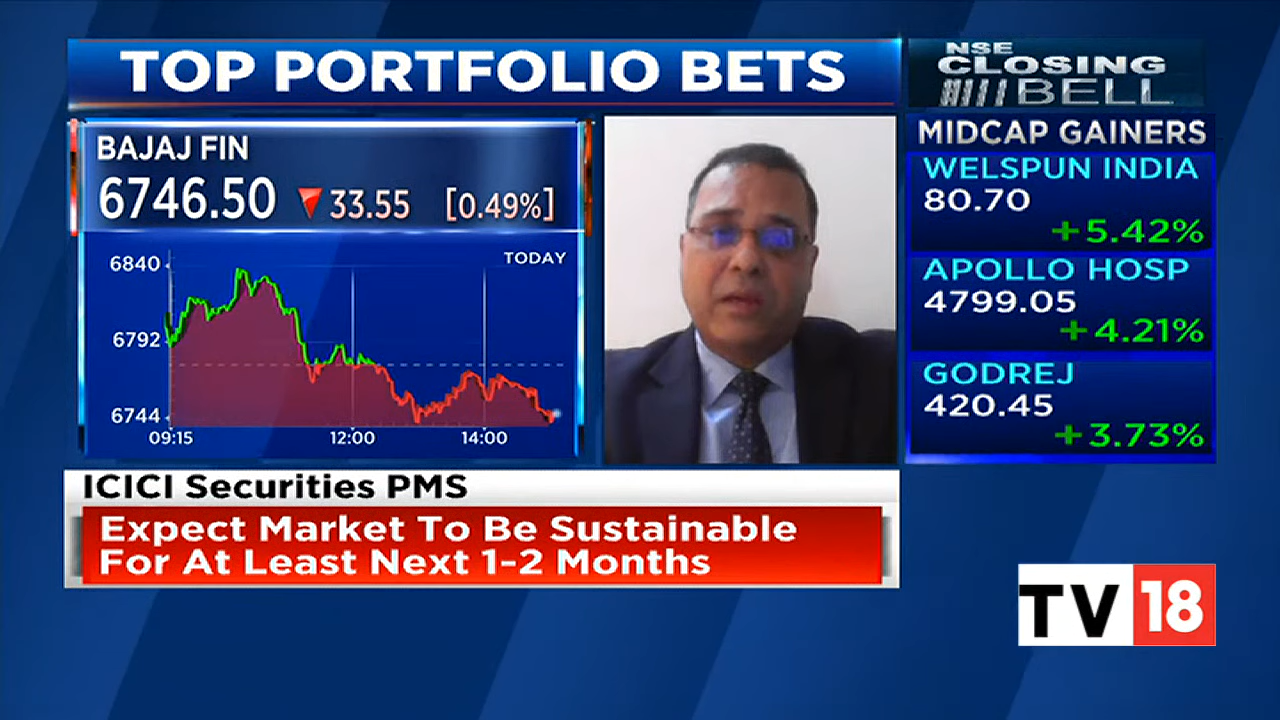 TOP PORTFOLIO BETS
NSE
CLOSING
BELL
BAJAJ FIN
6746.50 ▼ 33.55 [0.49%]
TODAY
6840
6792
6744
09:15 12:00 14:00
MIDCAP GAINERS
WELSPUN INDIA
80.70
+5.42%
APOLLO HOSP
4799.05
+4.21%
GODREJ
420.45
+3.73%
ICICI Securities PMS
Expect Market To Be Sustainable
For At Least Next 1-2 Months
TV18